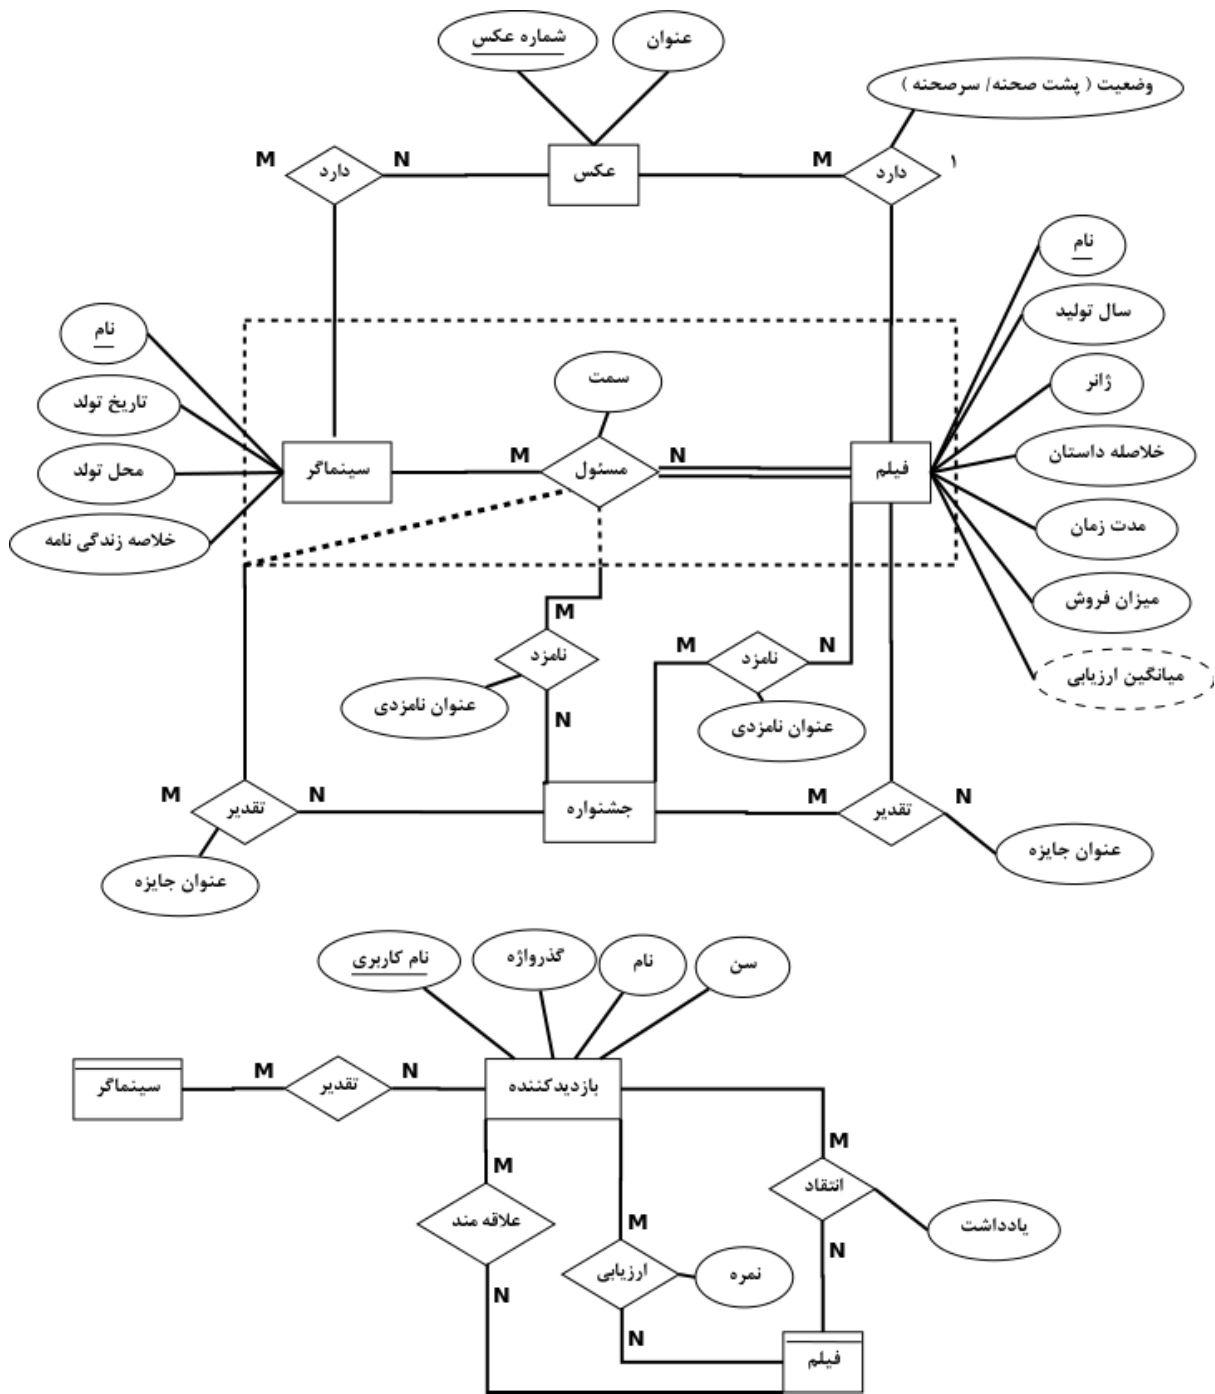 شماره عکس
عنوان
وضعیت ( پشت صحنه/ سرصحنه )
M
دارد
N
عکس
M
دارد
۱
نام
سال تولید
ژانر
خلاصله داستان
مدت زمان
میزان فروش
میانگین ارزیابی
نام
تاریخ تولد
محل تولد
خلاصه زندگی نامه
سمت
سینماگر
M
مسئول
N
فیلم
M
نامزد
N
عنوان نامزدی
M
نامزد
N
عنوان نامزدی
M
تقدیر
N
عنوان جایزه
جشنواره
M
تقدیر
N
عنوان جایزه
نام کاربری
گذرواژه
نام
سن
سینماگر
M
تقدیر
N
بازدیدکننده
M
علاقه مند
N
M
ارزیابی
نمره
N
M
انتقاد
یادداشت
N
فیلم